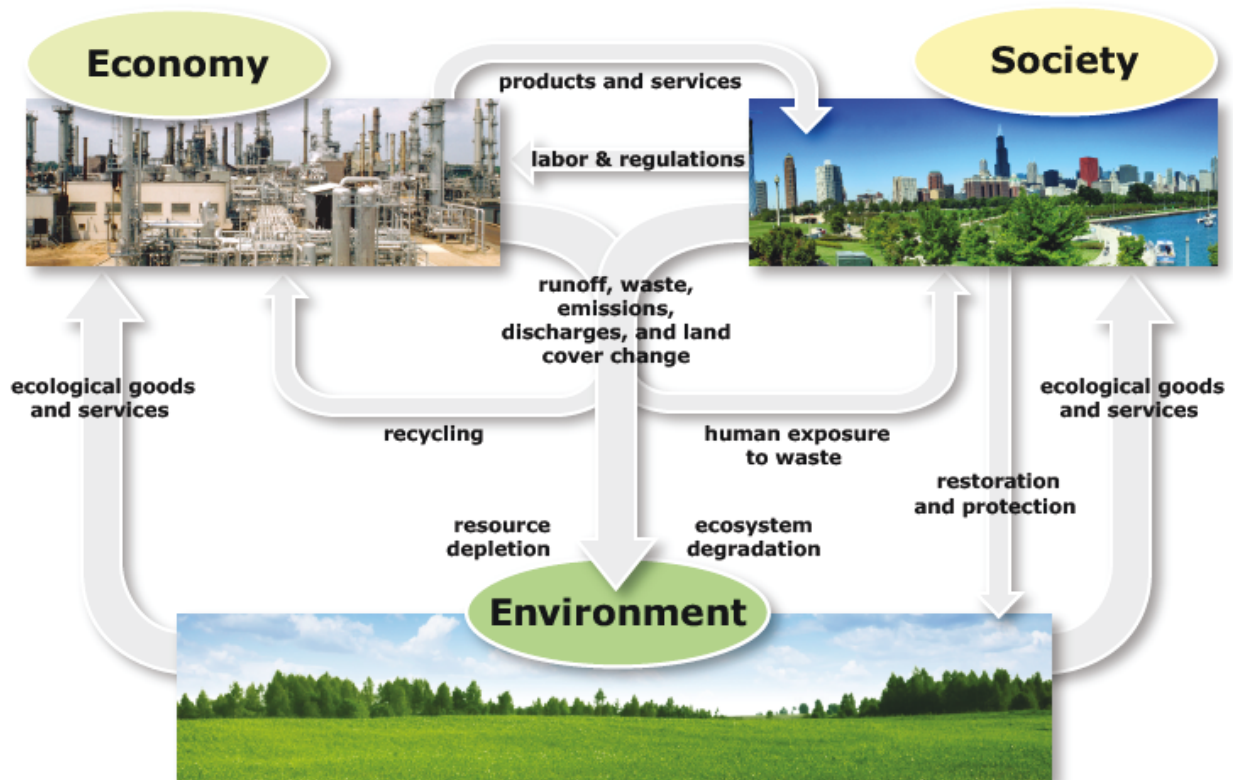 Economy
Society
products and services
labor & regulations
runoff, waste,
emissions,
discharges, and land
cover change
ecological goods
and services
ecological goods
and services
recycling
human exposure
to waste
restoration
and protection
resource
depletion
ecosystem
degradation
Environment